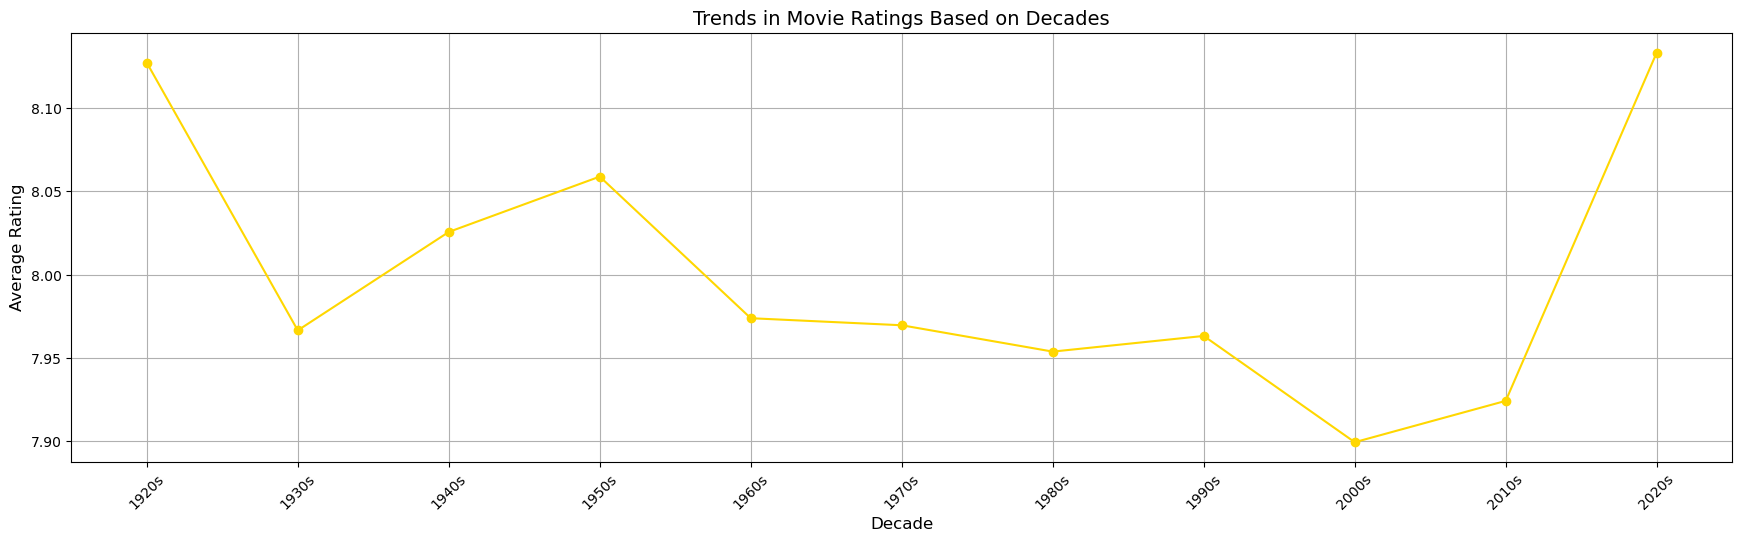 Trends in Movie Ratings Based on Decades
Average Rating
8.10
8.05
8.00
7.95
7.90
1920s
1930s
1940s
1950s
1960s
1970s
1980s
1990s
2000s
2010s
2020s
Decade